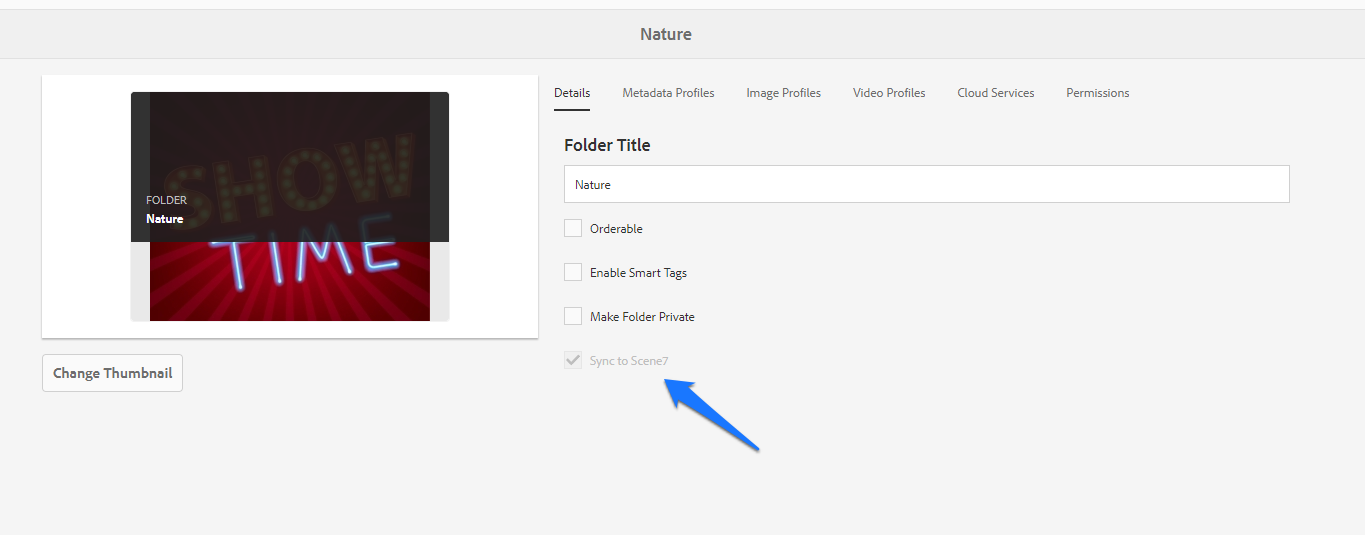 Nature
SHOW
TIME
FOLDER
Nature
Change Thumbnail
Details Metadata Profiles Image Profiles Video Profiles Cloud Services Permissions
Folder Title
Nature
Orderable
Enable Smart Tags
Make Folder Private
Sync to Scene7